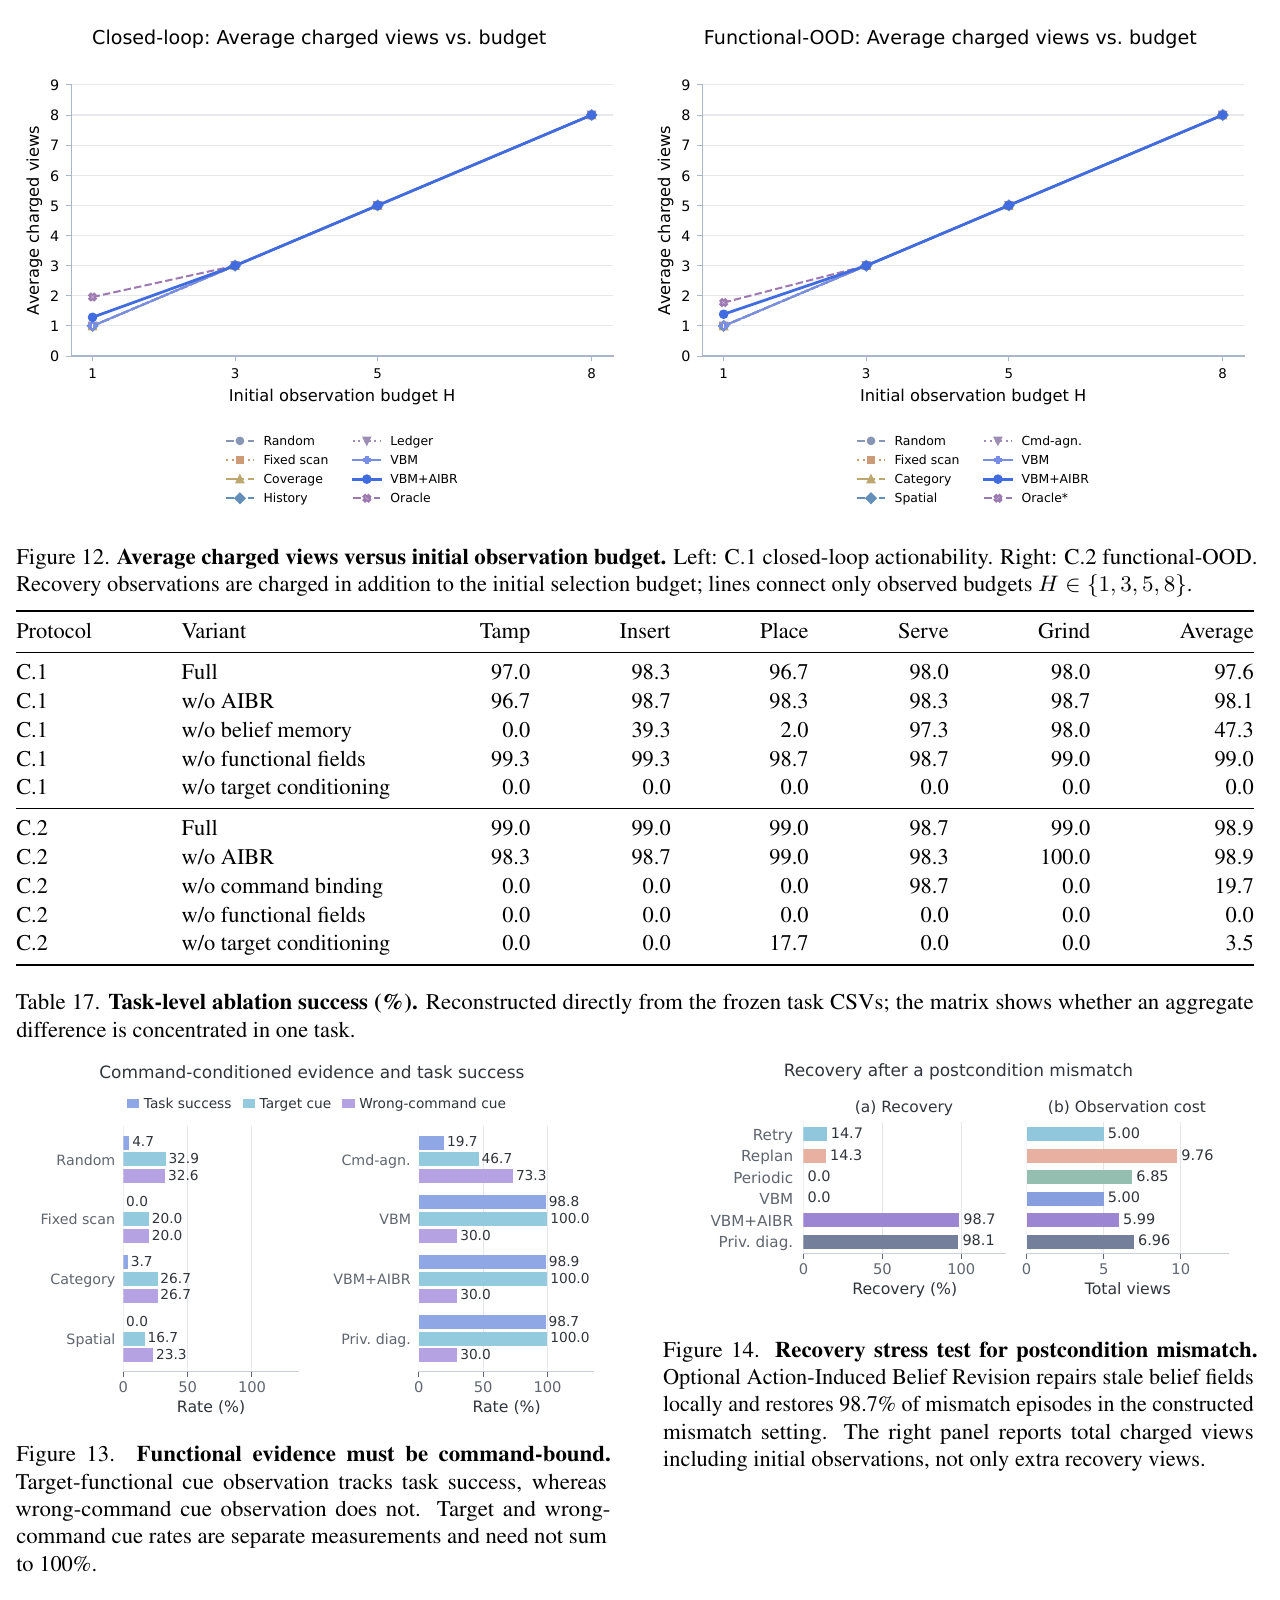 Closed-loop: Average charged views vs. budget
9
8
7
6
5
4
3
2
1
0
Average charged views
1 3 5 8
Initial observation budget H
Random Ledger
Fixed scan VBM
Coverage VBM+AIBR
History Oracle
Functional-OOD: Average charged views vs. budget
9
8
7
6
5
4
3
2
1
0
Average charged views
1 3 5 8
Initial observation budget H
Random Cmd-agn.
Fixed scan VBM
Category VBM+AIBR
Spatial Oracle*
Figure 12. Average charged views versus initial observation budget. Left: C.1 closed-loop actionability. Right: C.2 functional-OOD.
Recovery observations are charged in addition to the initial selection budget; lines connect only observed budgets H ∈ {1, 3, 5, 8}.
Protocol Variant Tamp Insert Place Serve Grind Average
C.1 Full 97.0 98.3 96.7 98.0 98.0 97.6
C.1 w/o AIBR 96.7 98.7 98.3 98.3 98.7 98.1
C.1 w/o belief memory 0.0 39.3 2.0 97.3 98.0 47.3
C.1 w/o functional fields 99.3 99.3 98.7 98.7 99.0 99.0
C.1 w/o target conditioning 0.0 0.0 0.0 0.0 0.0 0.0
C.2 Full 99.0 99.0 99.0 98.7 99.0 98.9
C.2 w/o AIBR 98.3 98.7 99.0 98.3 100.0 98.9
C.2 w/o command binding 0.0 0.0 0.0 98.7 0.0 19.7
C.2 w/o functional fields 0.0 0.0 0.0 0.0 0.0 0.0
C.2 w/o target conditioning 0.0 0.0 17.7 0.0 0.0 3.5
Table 17. Task-level ablation success (%). Reconstructed directly from the frozen task CSVs; the matrix shows whether an aggregate
difference is concentrated in one task.
Command-conditioned evidence and task success
Task success Target cue Wrong-command cue
4.7
Random 32.9
32.6
0.0
Fixed scan 20.0
20.0
3.7
Category 26.7
26.7
0.0
Spatial 16.7
23.3
0 50 100
Rate (%)
19.7
Cmd-agn. 46.7
73.3
98.8
VBM 100.0
30.0
98.9
VBM+AIBR 100.0
30.0
98.7
Priv. diag. 100.0
30.0
0 50 100
Rate (%)
Figure 13. Functional evidence must be command-bound.
Target-functional cue observation tracks task success, whereas
wrong-command cue observation does not. Target and wrong-
command cue rates are separate measurements and need not sum
to 100%.
Recovery after a postcondition mismatch
(a) Recovery (b) Observation cost
Retry 14.7 5.00
Replan 14.3 9.76
Periodic 0.0 6.85
VBM 0.0 5.00
VBM+AIBR 98.7 5.99
Priv. diag. 98.1 6.96
0 50 100 0 5 10
Recovery (%) Total views
Figure 14. Recovery stress test for postcondition mismatch.
Optional Action-Induced Belief Revision repairs stale belief fields
locally and restores 98.7% of mismatch episodes in the constructed
mismatch setting. The right panel reports total charged views
including initial observations, not only extra recovery views.